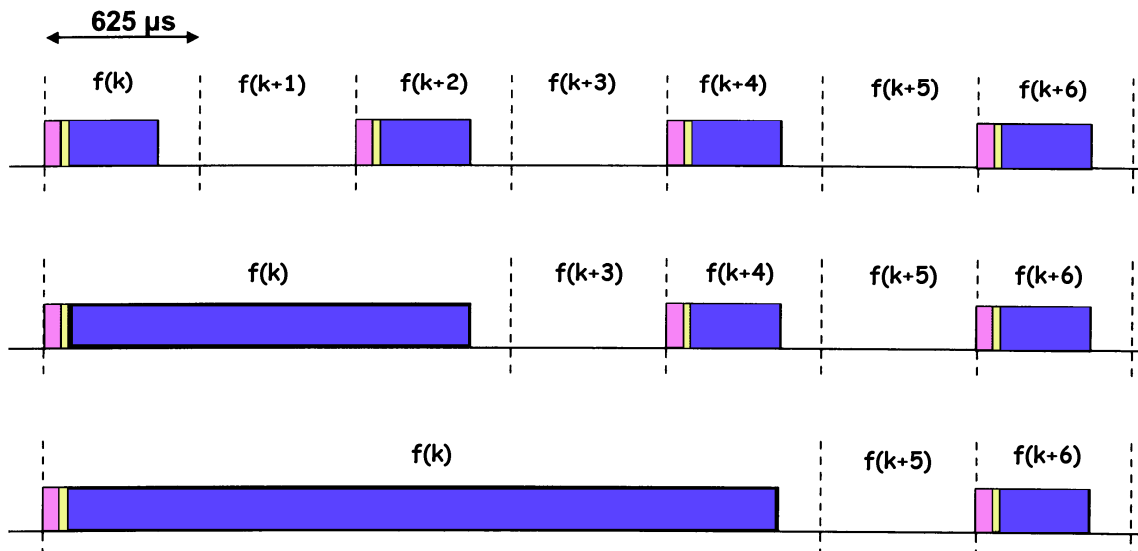 625 µs
f(k) f(k+1) f(k+2) f(k+3) f(k+4) f(k+5) f(k+6)
f(k) f(k+3) f(k+4) f(k+5) f(k+6)
f(k) f(k+5) f(k+6)